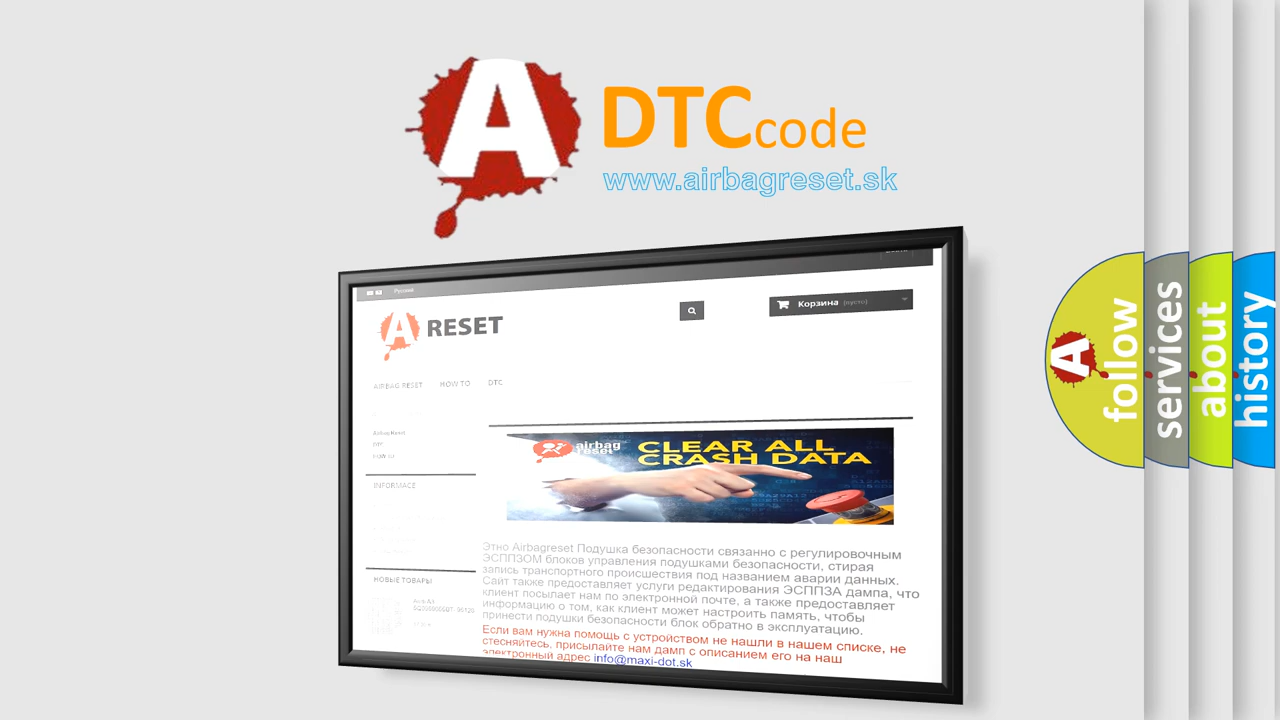 A
DTCcode
www.airbagreset.sk
Русский
Корзина (пусто)
A RESET
AIRBAG RESET HOW TO DTC
Airbag Reset
DTC
INFORMACE
CLEAR ALL
CRASH DATA
airbag
reset
Этно Airbagreset Подушка безопасности связанно с регулировочным
ЭСППЗОМ блоков управления подушками безопасности, стирая
запись транспортного происшествия под названием аварии данных.
Сайт также предоставляет услуги редактирования ЭСППЗА дампа, что
клиент посылает нам по электронной почте, а также предоставляет
информацию о том, как клиент может настроить память, чтобы
принести подушки безопасности блок обратно в эксплуатацию.
Если вам нужна помощь с устройством не нашли в нашем списке, не
стесняйтесь, присылайте нам дамп с описанием его на наш
электронный адрес info@maxi-dot.sk
НОВЫЕ ТОВАРЫ
A
follow
services
about
history